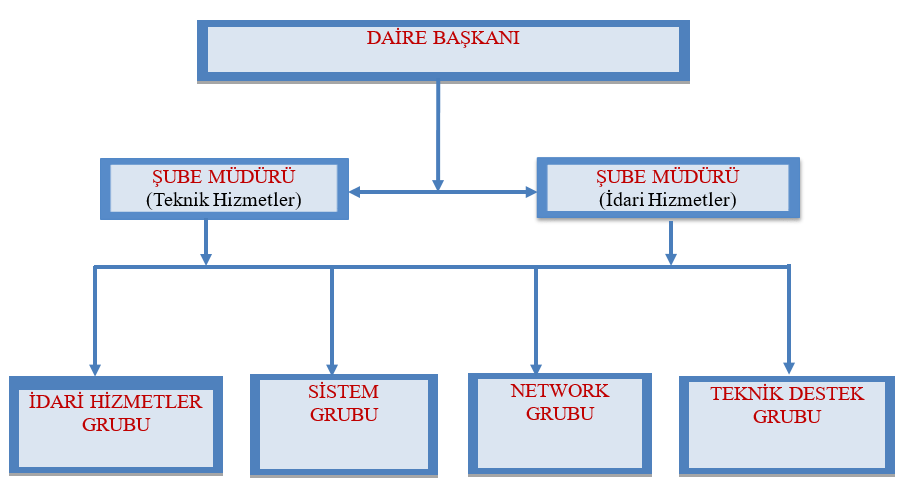 DAİRE BAŞKANI
ŞUBE MÜDÜRÜ
(Teknik Hizmetler)
ŞUBE MÜDÜRÜ
(İdari Hizmetler)
İDARİ HİZMETLER
GRUBU
SİSTEM
GRUBU
NETWORK
GRUBU
TEKNİK DESTEK
GRUBU